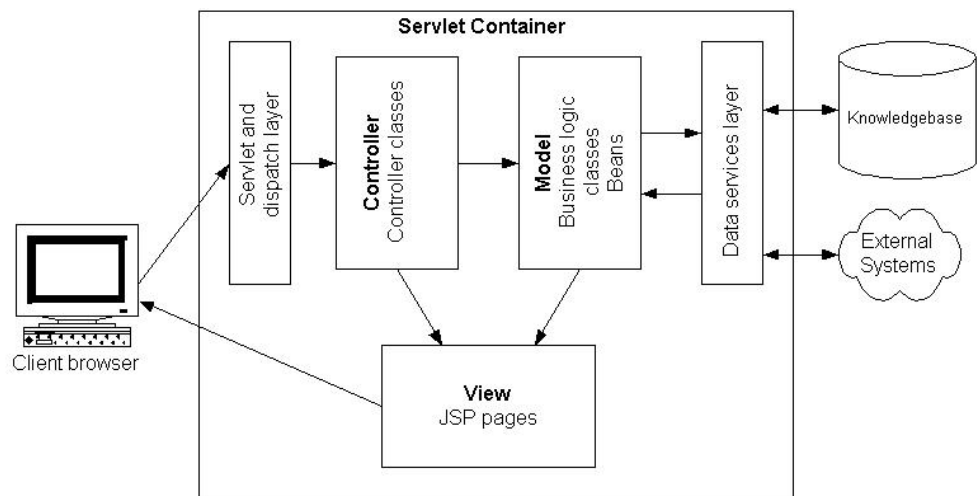 Servlet Container
Servlet and
dispatch layer
Controller
Controller classes
Model
Business logic
classes
Beans
Data services layer
Knowledgebase
External
Systems
Client browser
View
JSP pages